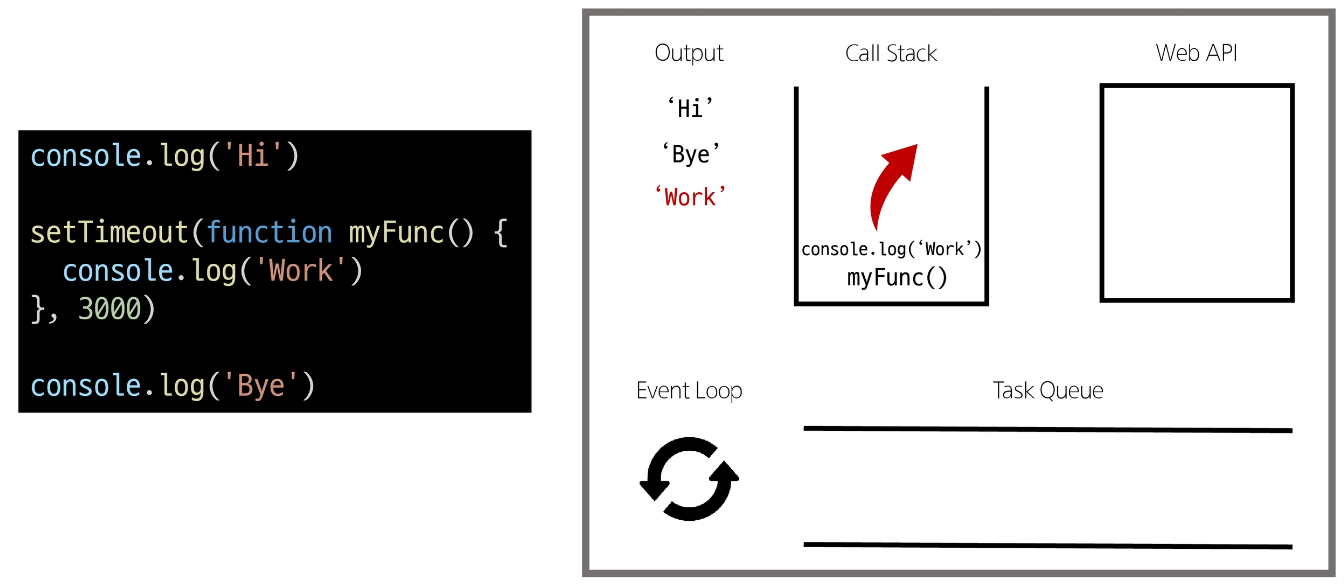 console.log('Hi')
setTimeout(function myFunc() {
  console.log('Work')
}, 3000)
console.log('Bye')
Output
‘Hi’
‘Bye’
‘Work’
Call Stack
console.log(‘Work’)
myFunc()
Web API
Event Loop
Task Queue